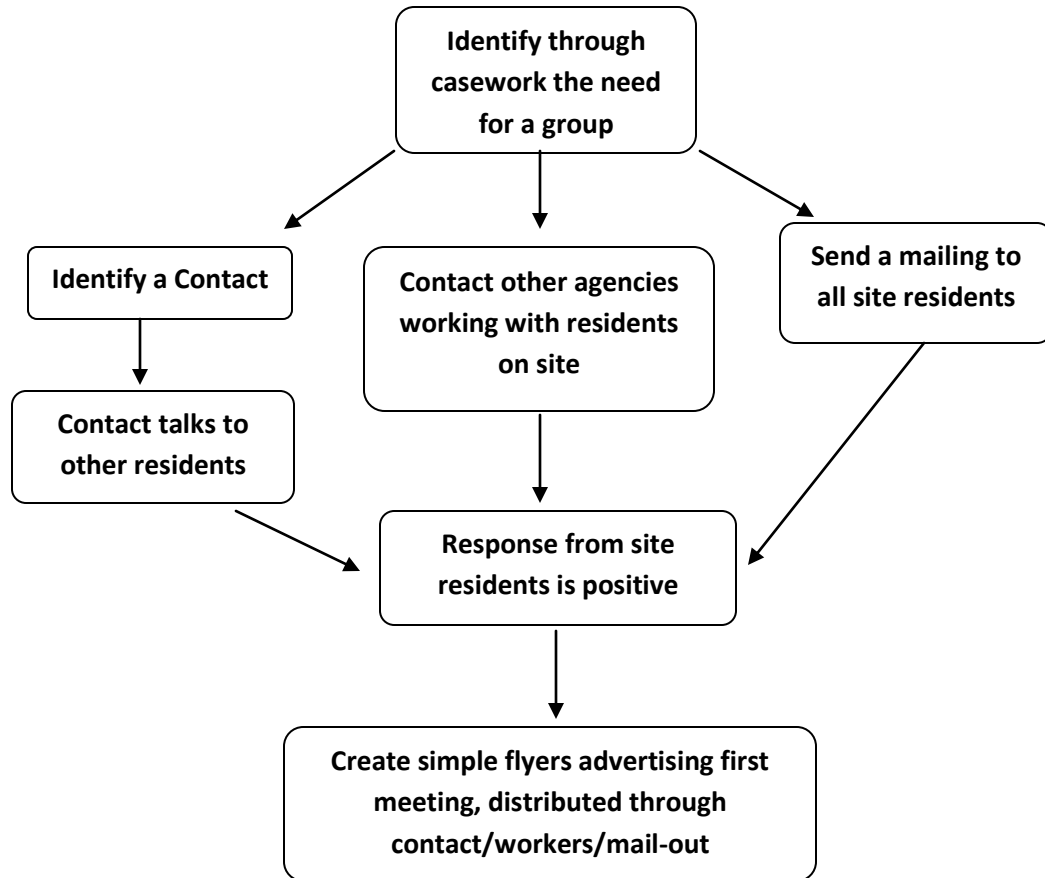 Identify through
casework the need
for a group
Identify a Contact
Contact other agencies
working with residents
on site
Send a mailing to
all site residents
Contact talks to
other residents
Response from site
residents is positive
Create simple flyers advertising first
meeting, distributed through
contact/workers/mail-out